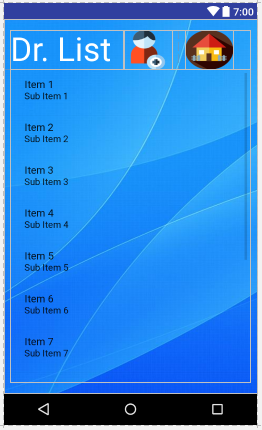 7:00
Dr. List
Item 1
Sub Item 1
Item 2
Sub Item 2
Item 3
Sub Item 3
Item 4
Sub Item 4
Item 5
Sub Item 5
Item 6
Sub Item 6
Item 7
Sub Item 7